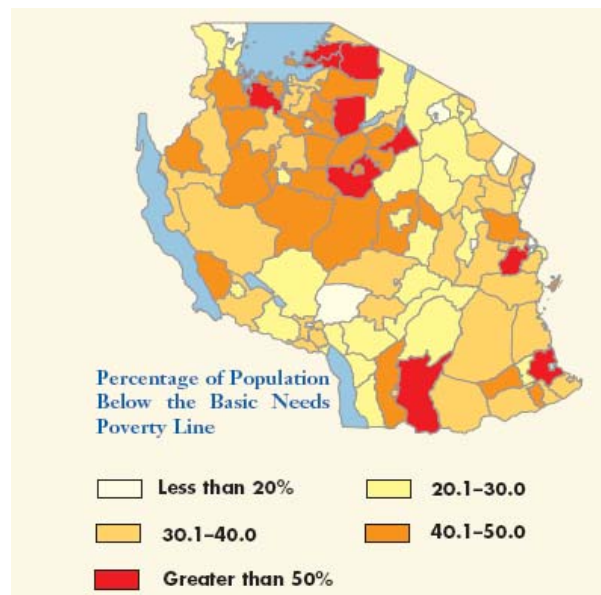 Percentage of Population
Below the Basic Needs
Poverty Line
Less than 20%
20.1–30.0
30.1–40.0
40.1–50.0
Greater than 50%